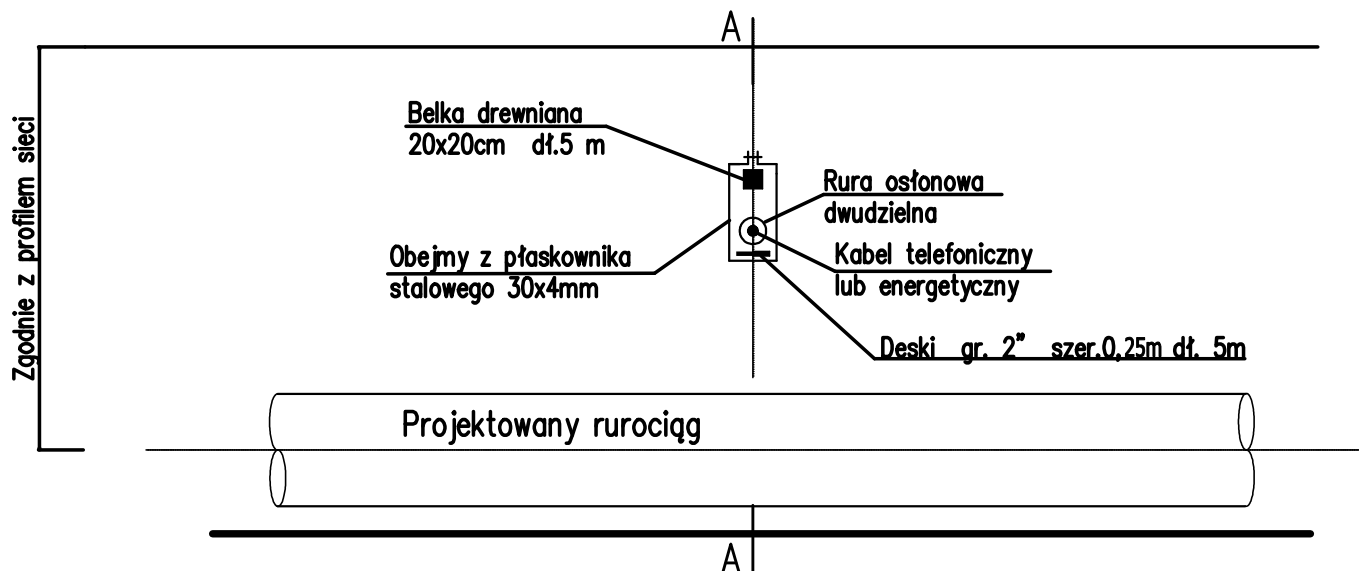 A
Zgodnie z profilem sieci
Belka drewniana
20x20cm dł.5 m
Rura osłonowa
dwudzielna
Obejmy z płaskownika
stalowego 30x4mm
Kabel telefoniczny
lub energetyczny
Deski gr. 2" szer.0,25m dł. 5m
Projektowany rurociąg
A